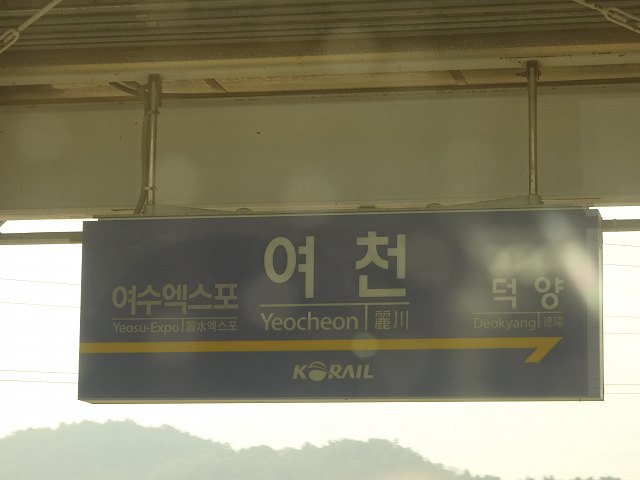 여수엑스포
Yeosu-Expo 麗水엑스포
여천
Yeocheon 麗川
덕양
Deokyang 德陽
KORAIL